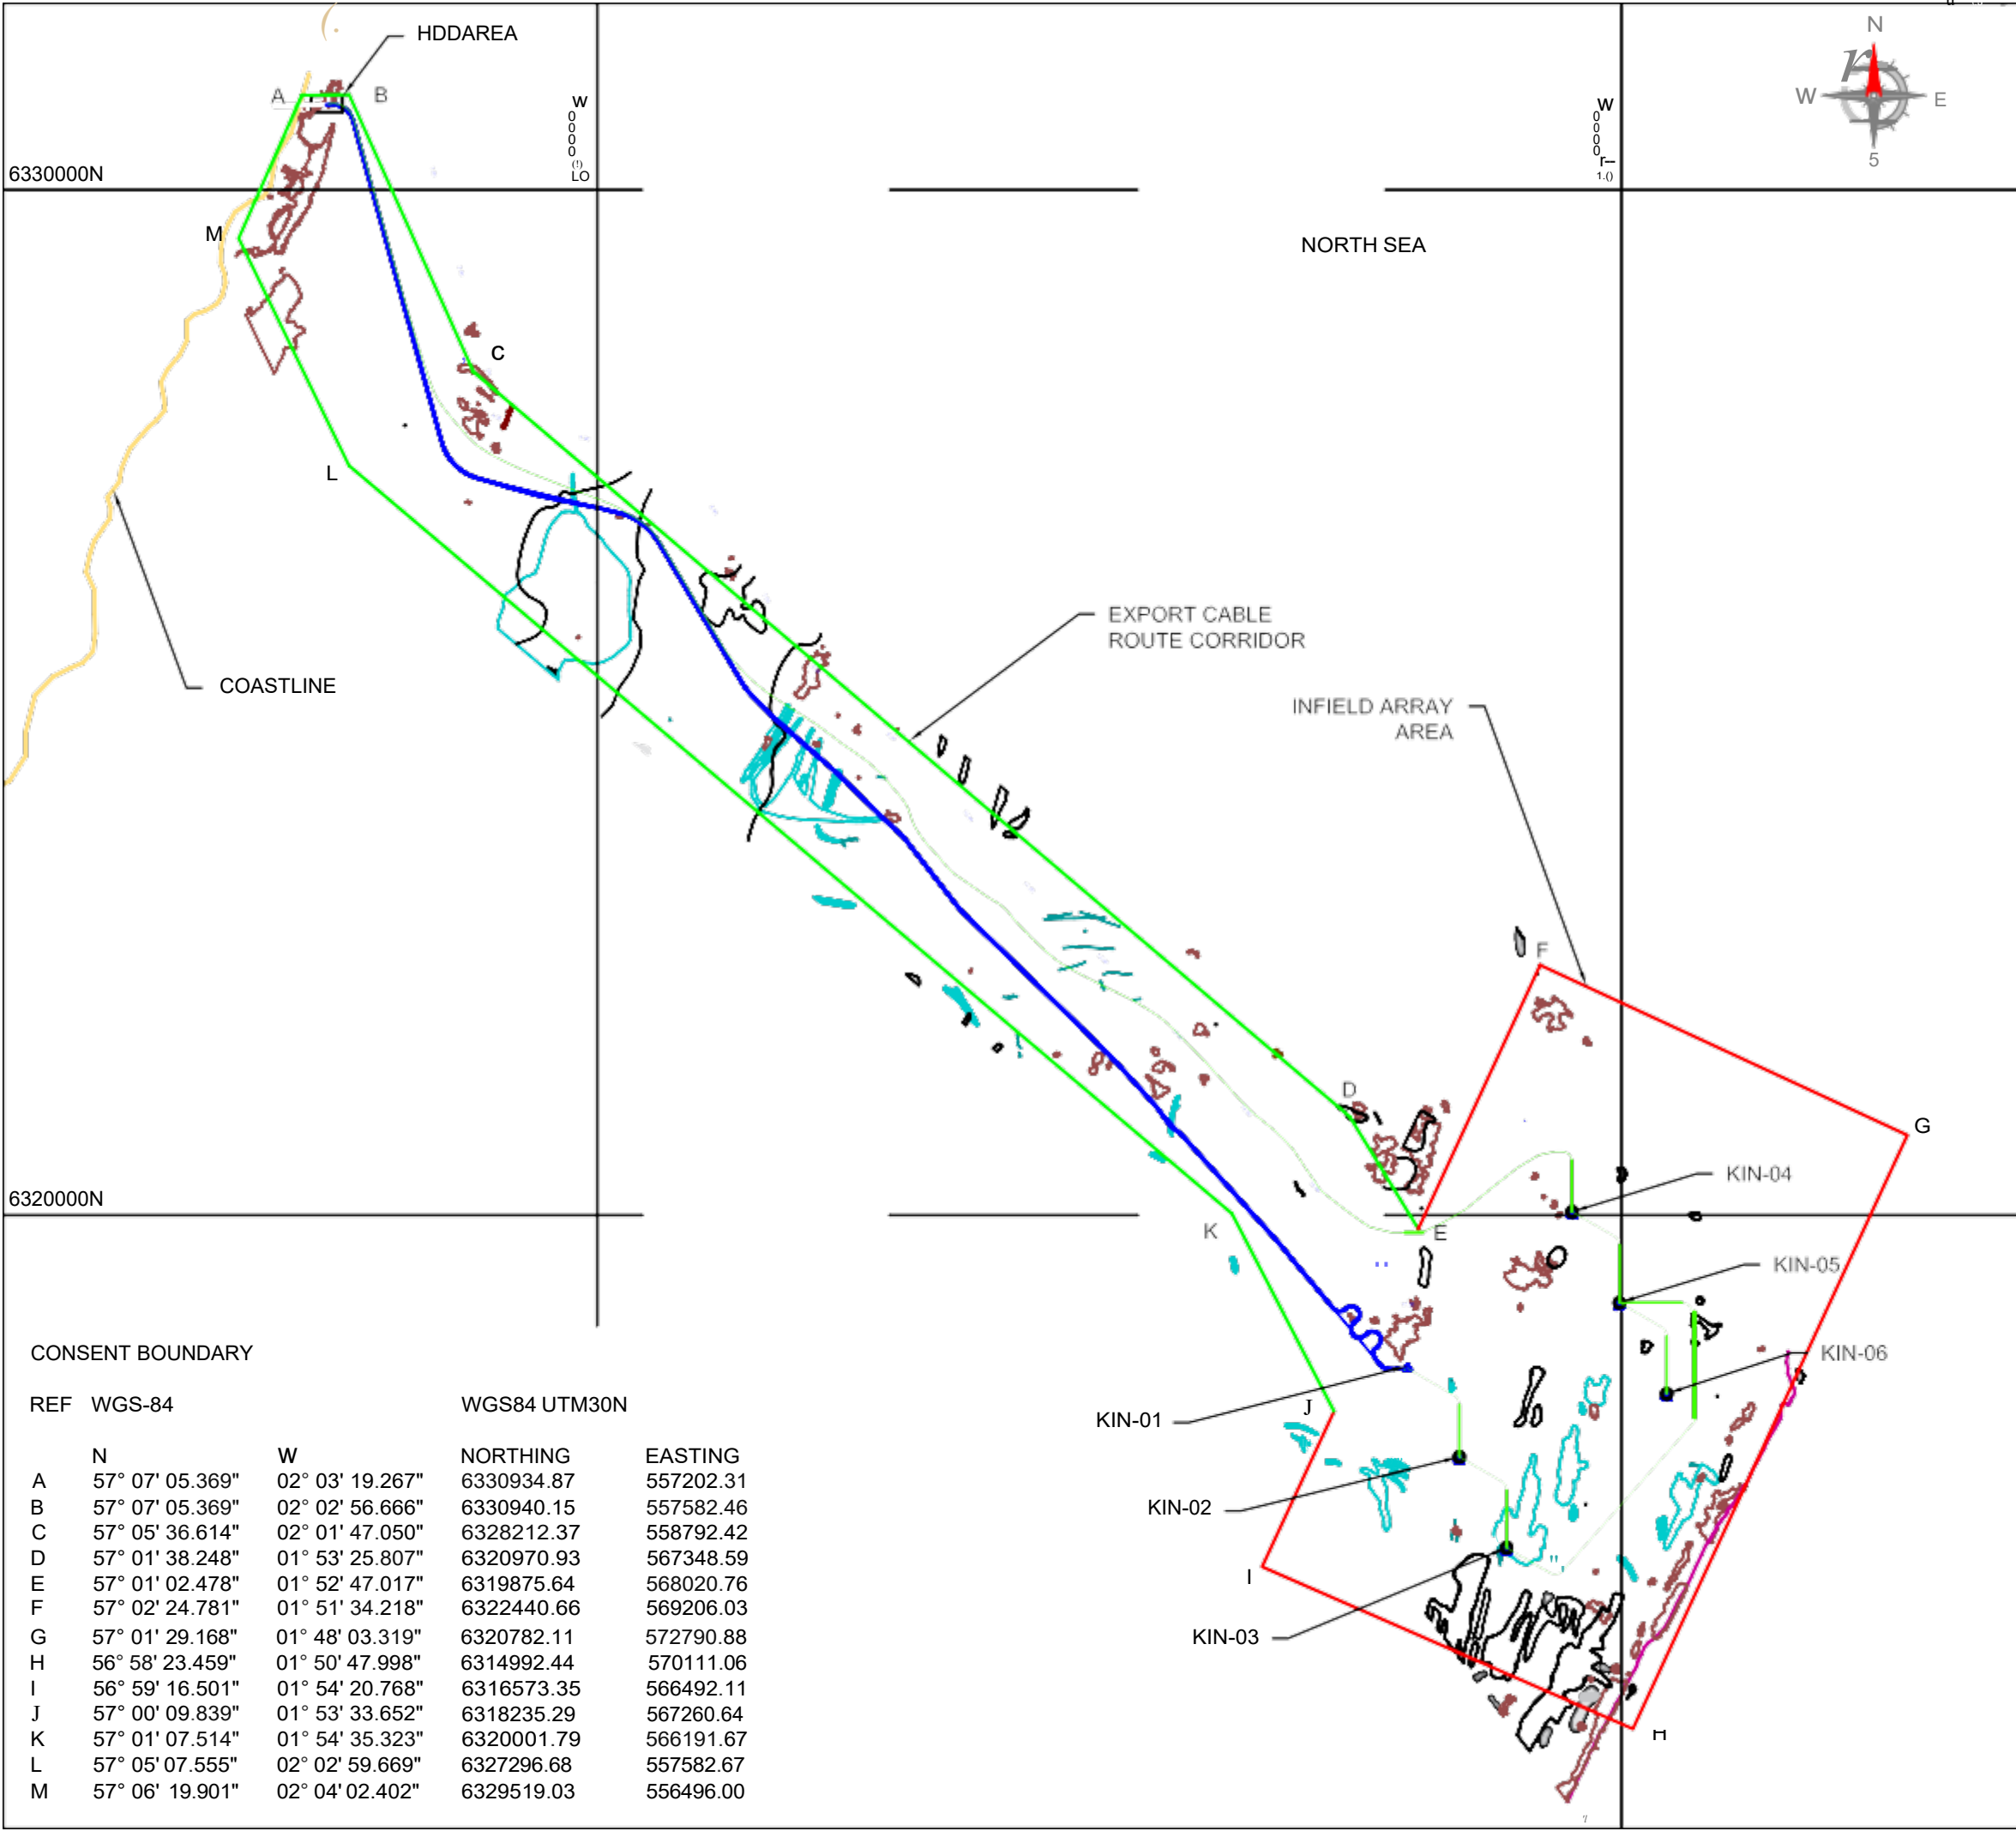 HDDAREA
N
W
E
5
A
B
W
0
0
0
0
LO
W
0
0
0
0
6330000N
M
NORTH SEA
C
L
EXPORT CABLE
ROUTE CORRIDOR
COASTLINE
INFIELD ARRAY
AREA
F
D
G
KIN-04
6320000N
K
E
KIN-05
KIN-06
J
KIN-01
KIN-02
I
KIN-03
H
CONSENT BOUNDARY
REF WGS-84 WGS84 UTM30N
N W NORTHING EASTING
A 57° 07' 05.369" 02° 03' 19.267" 6330934.87 557202.31
B 57° 07' 05.369" 02° 02' 56.666" 6330940.15 557582.46
C 57° 05' 36.614" 02° 01' 47.050" 6328212.37 558792.42
D 57° 01' 38.248" 01° 53' 25.807" 6320970.93 567348.59
E 57° 01' 02.478" 01° 52' 47.017" 6319875.64 568020.76
F 57° 02' 24.781" 01° 51' 34.218" 6322440.66 569206.03
G 57° 01' 29.168" 01° 48' 03.319" 6320782.11 572790.88
H 56° 58' 23.459" 01° 50' 47.998" 6314992.44 570111.06
I 56° 59' 16.501" 01° 54' 20.768" 6316573.35 566492.11
J 57° 00' 09.839" 01° 53' 33.652" 6318235.29 567260.64
K 57° 01' 07.514" 01° 54' 35.323" 6320001.79 566191.67
L 57° 05' 07.555" 02° 02' 59.669" 6327296.68 557582.67
M 57° 06' 19.901" 02° 04' 02.402" 6329519.03 556496.00